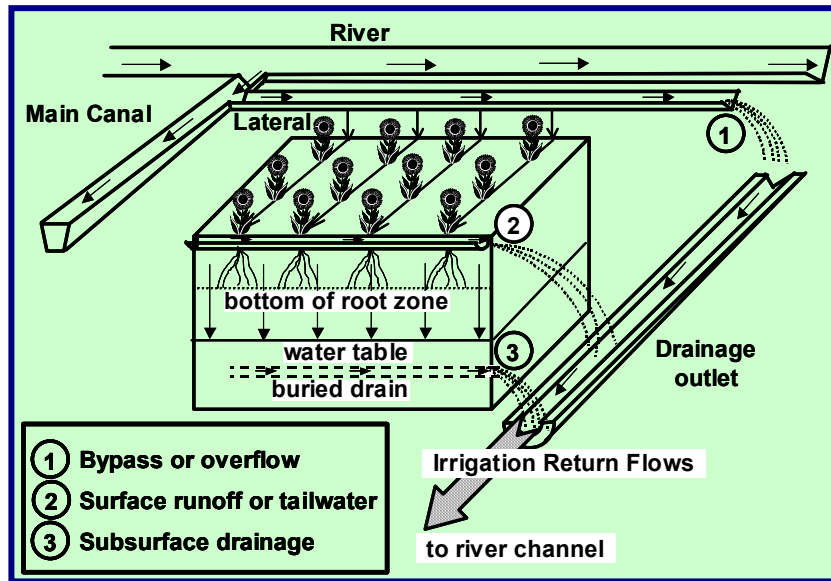 River
Main Canal
Lateral
1
2
bottom of root zone
water table
3
buried drain
Drainage
outlet
1 Bypass or overflow
2 Surface runoff or tailwater
3 Subsurface drainage
Irrigation Return Flows
to river channel